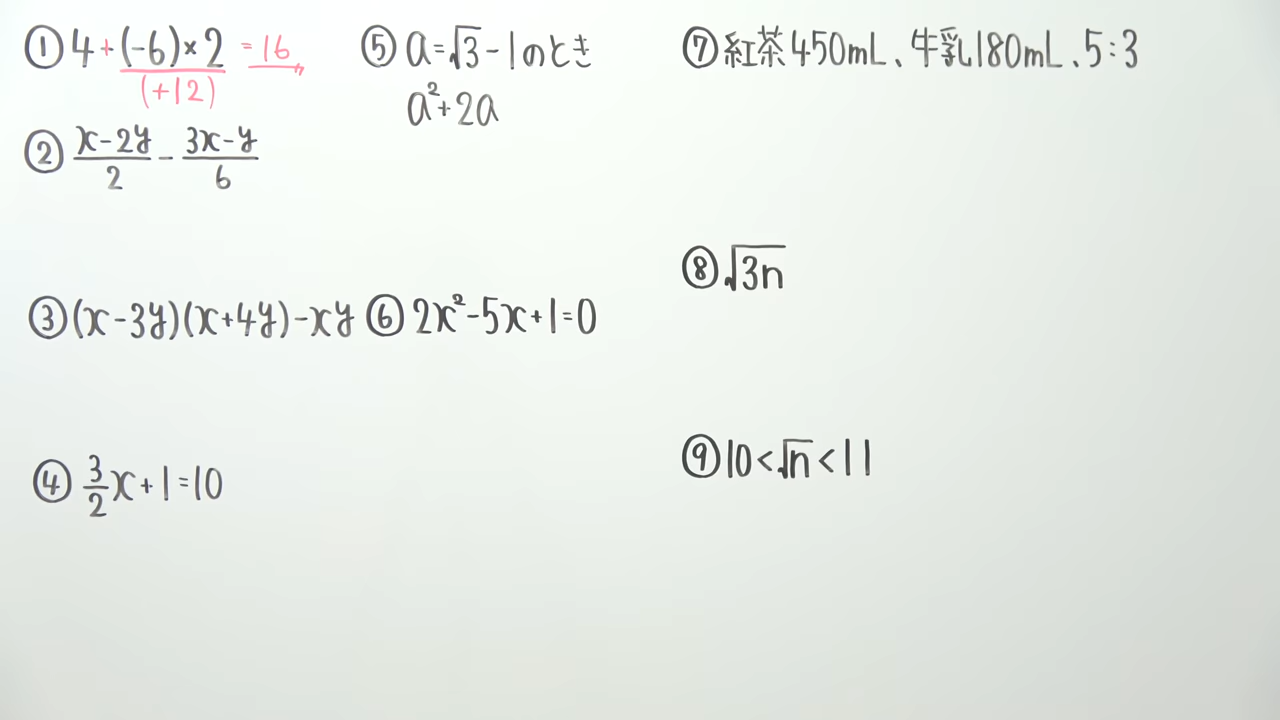 ① 4+(-6)×2 =16
(+12)
② x-2y/2 - 3x-y/6
③ (x-3y)(x+4y)-xy
④ 3/2x+1=10
⑤ a=√3-1のとき
a²+2a
⑥ 2x²-5x+1=0
⑦ 紅茶450mL、牛乳180mL、5:3
⑧ √3n
⑨ 10<√n<11